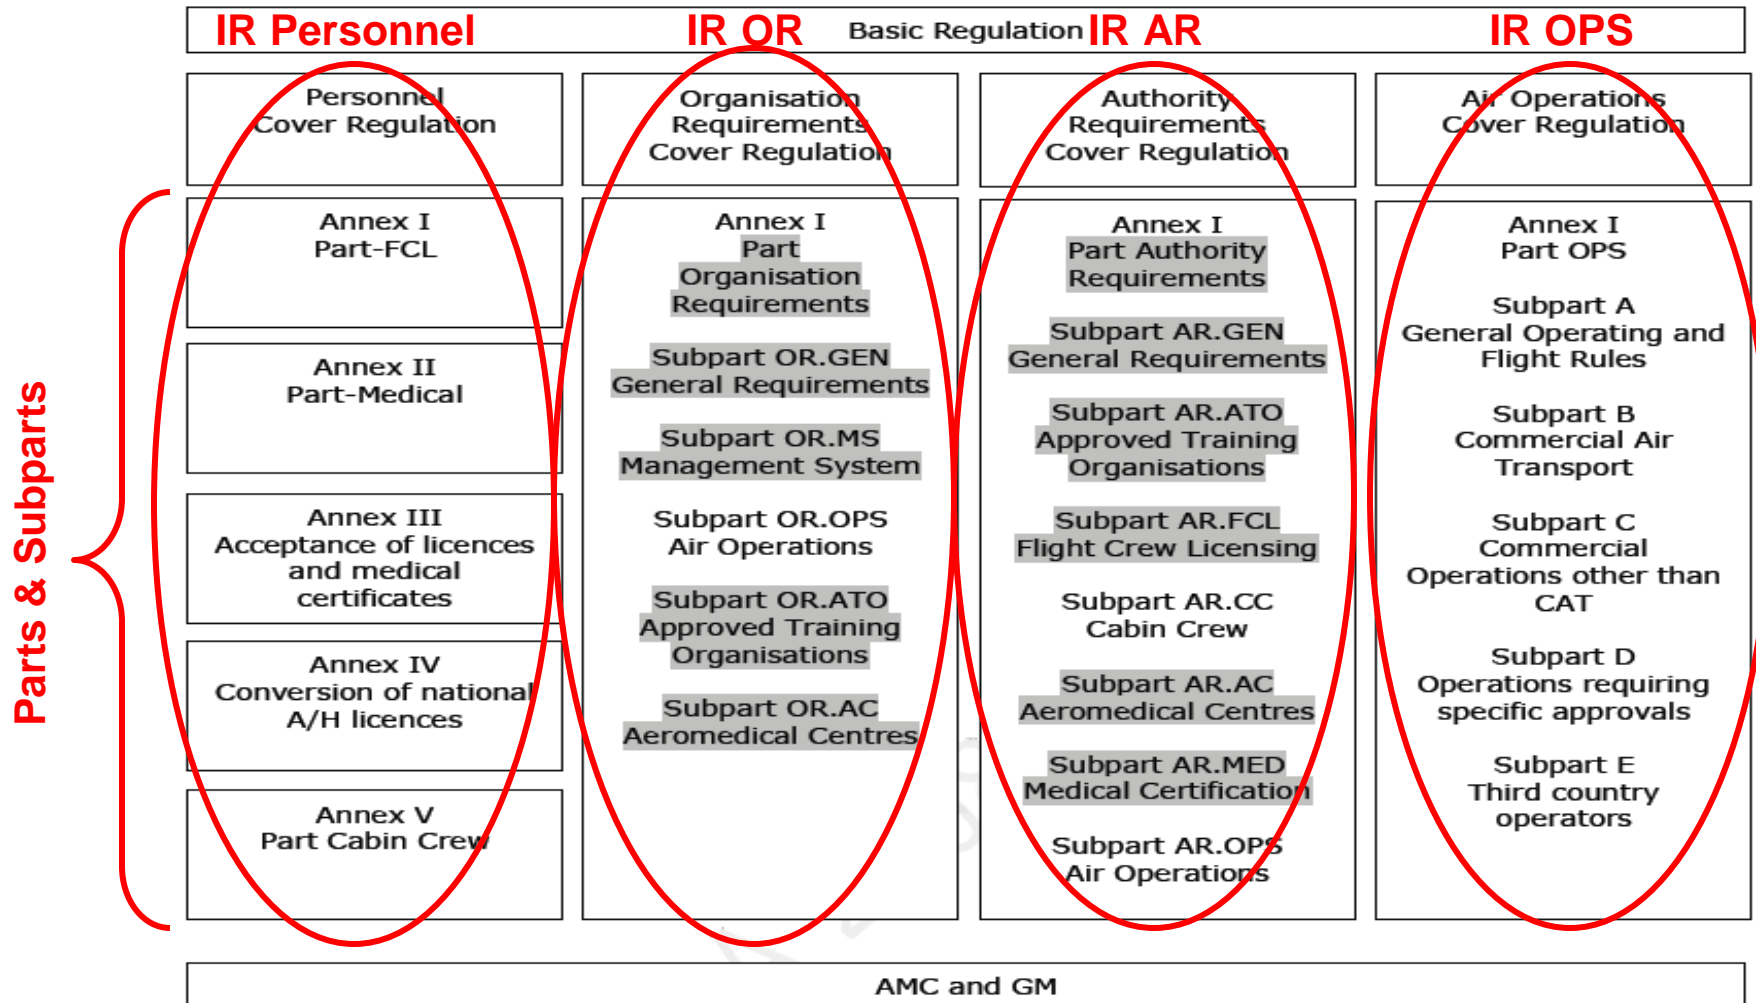 IR Personnel
IR OR
Basic Regulation
IR AR
IR OPS
Personnel
Cover Regulation
Organisation
Requirements
Cover Regulation
Authority
Requirements
Cover Regulation
Air Operations
Cover Regulation
Parts & Subparts
Annex I
Part-FCL
Annex II
Part-Medical
Annex III
Acceptance of licences
and medical
certificates
Annex IV
Conversion of national
A/H licences
Annex V
Part Cabin Crew
Annex I
Part
Organisation
Requirements
Subpart OR.GEN
General Requirements
Subpart OR.MS
Management System
Subpart OR.OPS
Air Operations
Subpart OR.ATO
Approved Training
Organisations
Subpart OR.AC
Aeromedical Centres
Annex I
Part Authority
Requirements
Subpart AR.GEN
General Requirements
Subpart AR.ATO
Approved Training
Organisations
Subpart AR.FCL
Flight Crew Licensing
Subpart AR.CC
Cabin Crew
Subpart AR.AC
Aeromedical Centres
Subpart AR.MED
Medical Certification
Subpart AR.OPS
Air Operations
Annex I
Part OPS
Subpart A
General Operating and
Flight Rules
Subpart B
Commercial Air
Transport
Subpart C
Commercial
Operations other than
CAT
Subpart D
Operations requiring
specific approvals
Subpart E
Third country
operators
AMC and GM